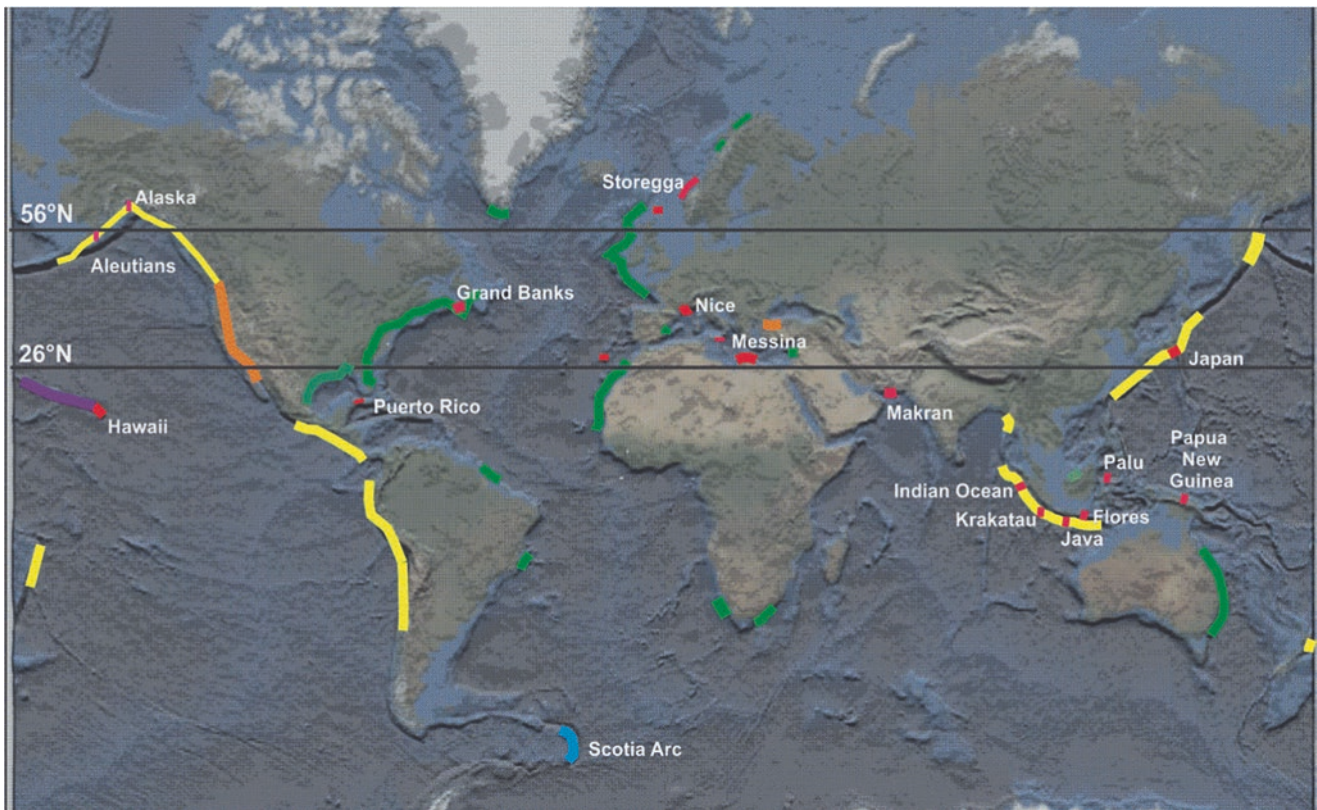 Storegga
Alaska
56°N
Aleutians
Grand Banks
Nice
Messina
26°N
Japan
Hawaii
Puerto Rico
Makran
Papua
New
Guinea
Palu
Indian Ocean
Krakatau
Flores
Java
Scotia Arc